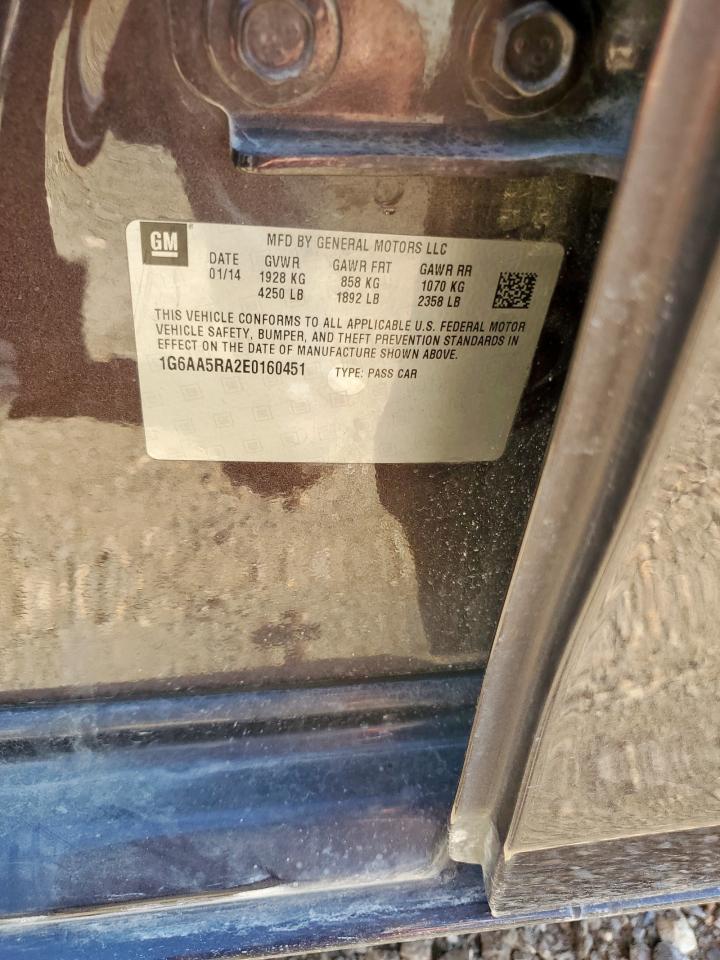 GM
MFD BY GENERAL MOTORS LLC
DATE GVWR GAWR FRT GAWR RR
01/14 1928 KG 858 KG 1070 KG
4250 LB 1892 LB 2358 LB
THIS VEHICLE CONFORMS TO ALL APPLICABLE U.S. FEDERAL MOTOR
VEHICLE SAFETY, BUMPER, AND THEFT PREVENTION STANDARDS IN
EFFECT ON THE DATE OF MANUFACTURE SHOWN ABOVE.
1G6AA5RA2E0160451 TYPE: PASS CAR